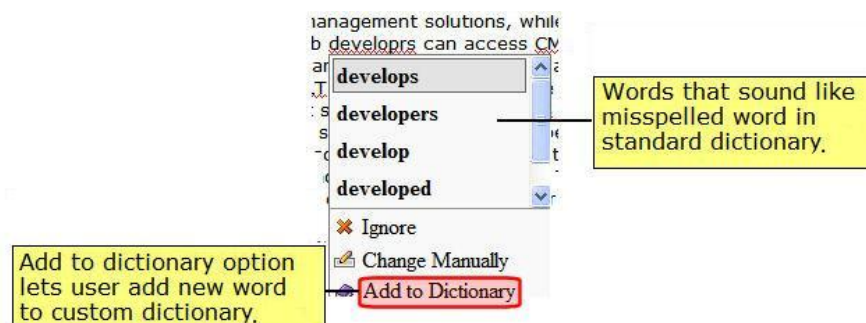 anagement solutions, while
b developrs can access CM
develops
developers
develop
developed
Words that sound like
misspelled word in
standard dictionary.
Ignore
Change Manually
Add to Dictionary
Add to dictionary option
lets user add new word
to custom dictionary.